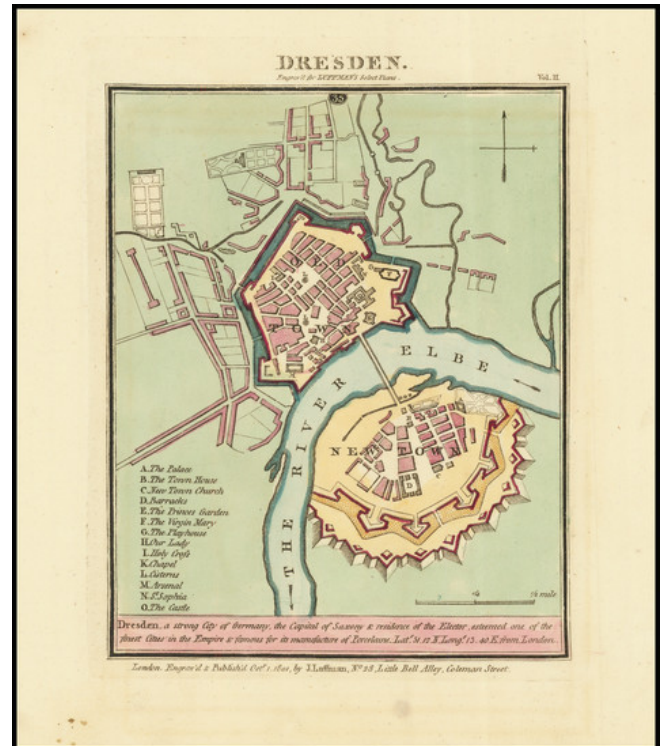 DRESDEN.
Engrav'd for LUFFMAN'S Select Plans.
Vol. II
35
OLD
TOWN
THE RIVER ELBE
NEW TOWN
D
A. The Palace
B. The Town House
C. New Town Church
D. Barracks
E. The Princes Garden
F. The Virgin Mary
G. The Playhouse
H. Our Lady
I. Holy Cross
K. Chapel
L. Cisterns
M. Arsenal
N. St. Sophia
O. The Castle
½ mile
Dresden, a strong City of Germany, the Capital of Saxony & residence of the Elector, esteemed one of the
finest Cities in the Empire & famous for its manufacture of Porcelaine. Lat. 51. 12 N. Long. 13. 40 E. from London.
London. Engrav'd & Publish'd Oct. 1, 1801, by J. Luffman, No. 28, Little Bell Alley, Coleman Street.